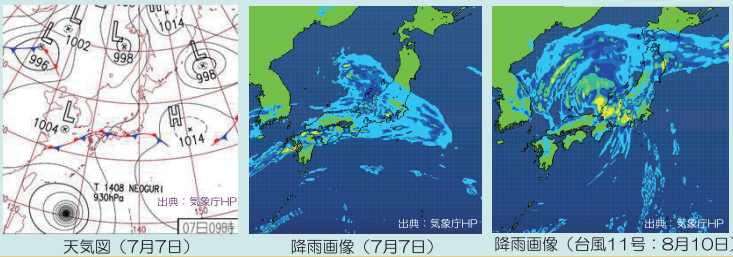 1014
L
1002
L
L
L
996
998
998
L
1004
H
1014
T 1408 NEOGURI
930hPa
出典：気象庁HP
140
150
07日09時
天気図（7月7日）
出典：気象庁HP
降雨画像（7月7日）
出典：気象庁HP
降雨画像（台風11号：8月10日）